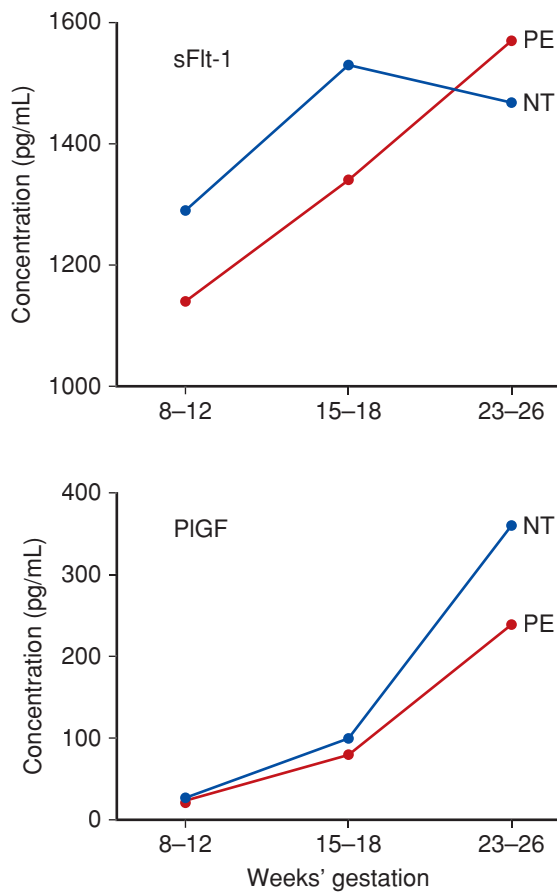 1600
sFlt-1
PE
NT
1400
1200
1000
Concentration (pg/mL)
8–12
15–18
23–26
400
PlGF
NT
300
PE
200
100
0
Concentration (pg/mL)
8–12
15–18
23–26
Weeks’ gestation